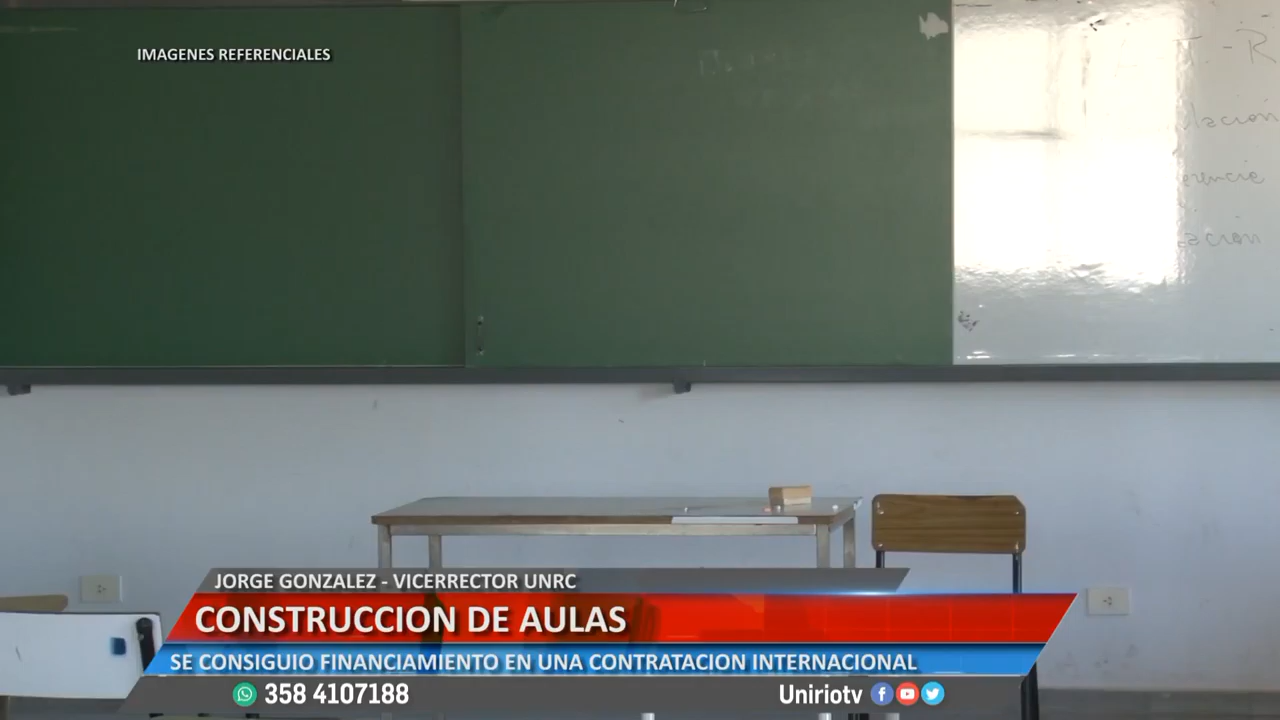 IMAGENES REFERENCIALES
JORGE GONZALEZ - VICERRECTOR UNRC
CONSTRUCCION DE AULAS
SE CONSIGUIO FINANCIAMIENTO EN UNA CONTRATACION INTERNACIONAL
358 4107188
Uniriotv